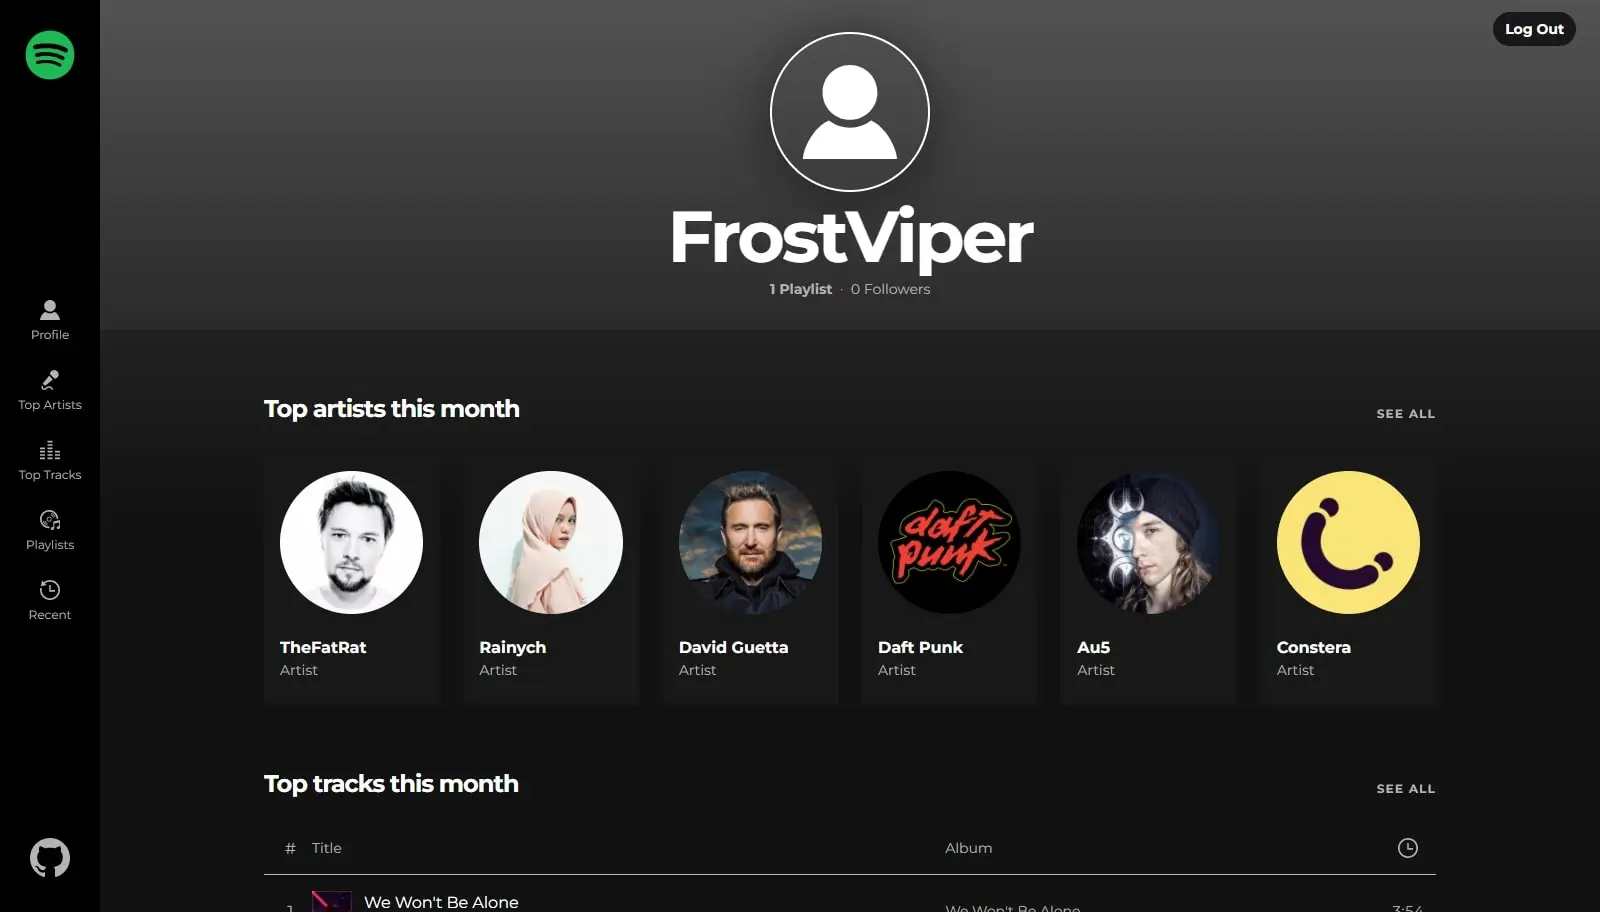 Log Out
FrostViper
1 Playlist · 0 Followers
Profile
Top Artists
Top Tracks
Playlists
Recent
Top artists this month
SEE ALL
daft
punk
TheFatRat
Artist
Rainych
Artist
David Guetta
Artist
Daft Punk
Artist
Au5
Artist
Constera
Artist
Top tracks this month
SEE ALL
# Title Album
1 We Won't Be Alone We Won't Be Alone 3:54